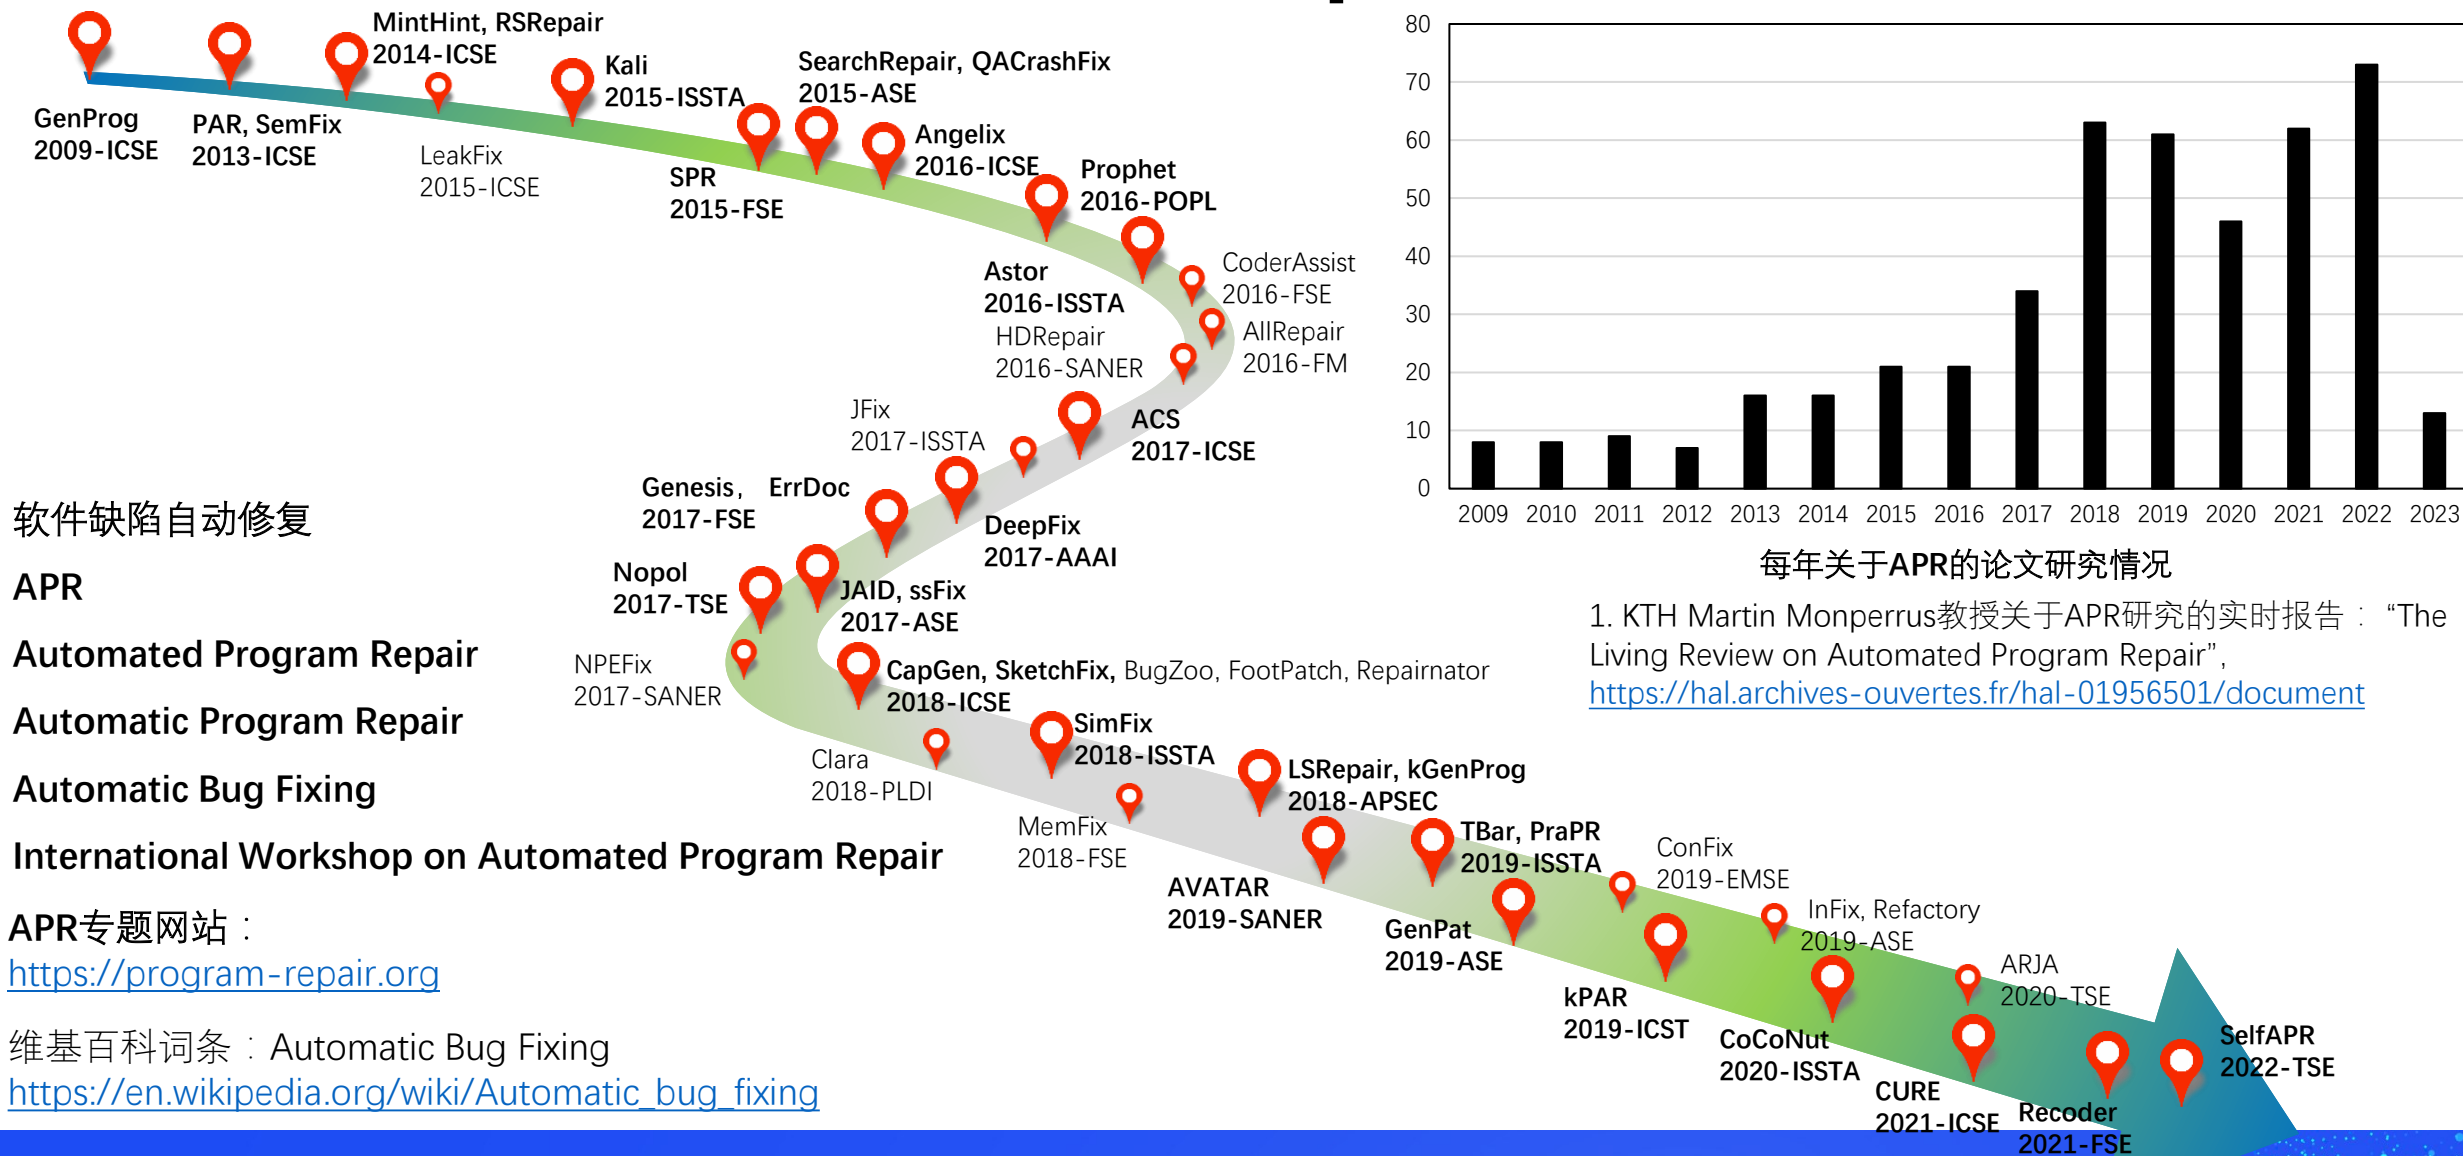 GenProg
2009-ICSE
PAR, SemFix
2013-ICSE
MintHint, RSRepair
2014-ICSE
LeakFix
2015-ICSE
Kali
2015-ISSTA
SPR
2015-FSE
SearchRepair, QACrashFix
2015-ASE
Angelix
2016-ICSE
Prophet
2016-POPL
Astor
2016-ISSTA
CoderAssist
2016-FSE
AllRepair
2016-FM
HDRepair
2016-SANER
ACS
2017-ICSE
JFix
2017-ISSTA
DeepFix
2017-AAAI
Genesis, ErrDoc
2017-FSE
JAID, ssFix
2017-ASE
Nopol
2017-TSE
NPEFix
2017-SANER
CapGen, SketchFix, BugZoo, FootPatch, Repairnator
2018-ICSE
Clara
2018-PLDI
SimFix
2018-ISSTA
MemFix
2018-FSE
LSRepair, kGenProg
2018-APSEC
AVATAR
2019-SANER
TBar, PraPR
2019-ISSTA
GenPat
2019-ASE
ConFix
2019-EMSE
kPAR
2019-ICST
InFix, Refactory
2019-ASE
CoCoNut
2020-ISSTA
ARJA
2020-TSE
CURE
2021-ICSE
Recoder
2021-FSE
SelfAPR
2022-TSE
软件缺陷自动修复
APR
Automated Program Repair
Automatic Program Repair
Automatic Bug Fixing
International Workshop on Automated Program Repair
APR专题网站：
https://program-repair.org
维基百科词条：Automatic Bug Fixing
https://en.wikipedia.org/wiki/Automatic_bug_fixing
80
70
60
50
40
30
20
10
0
2009 2010 2011 2012 2013 2014 2015 2016 2017 2018 2019 2020 2021 2022 2023
每年关于APR的论文研究情况
1. KTH Martin Monperrus教授关于APR研究的实时报告：“The
Living Review on Automated Program Repair”,
https://hal.archives-ouvertes.fr/hal-01956501/document